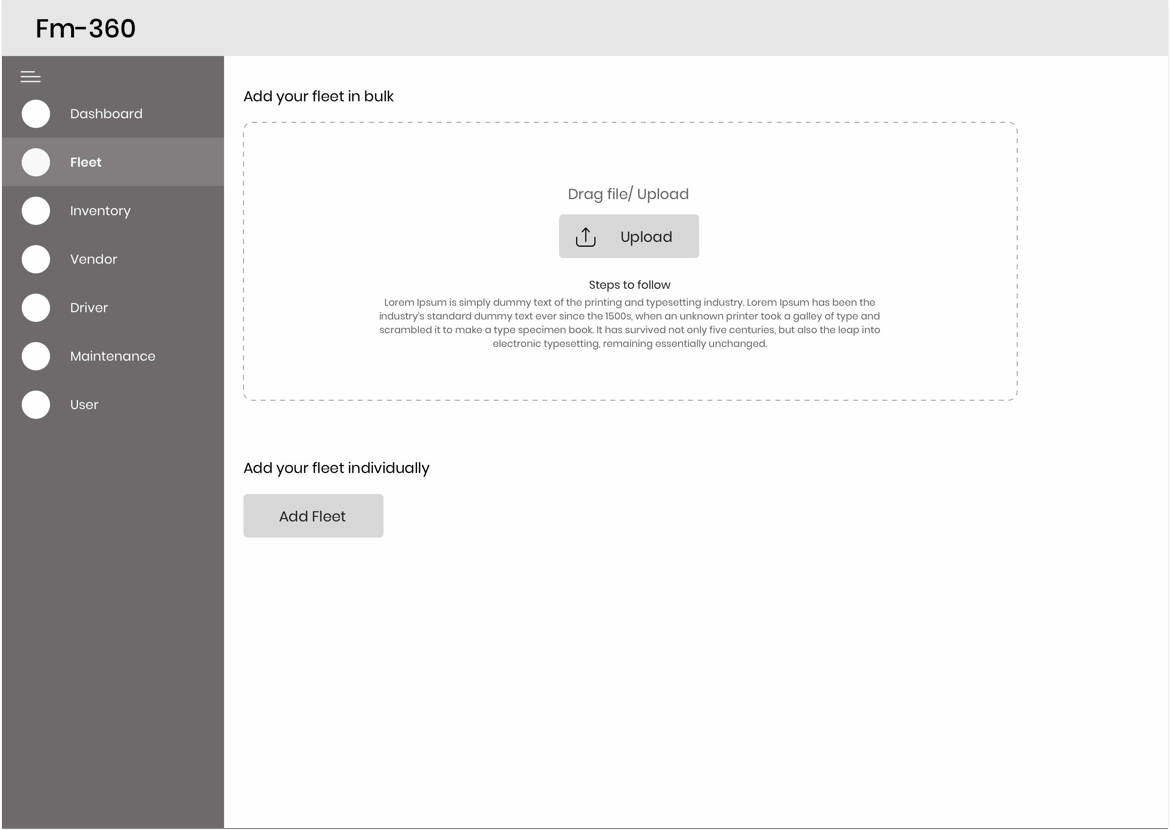 Fm-360
Dashboard
Fleet
Inventory
Vendor
Driver
Maintenance
User
Add your fleet in bulk
Drag file/ Upload
Upload
Steps to follow
Lorem Ipsum is simply dummy text of the printing and typesetting industry. Lorem Ipsum has been the
industry's standard dummy text ever since the 1500s, when an unknown printer took a galley of type and
scrambled it to make a type specimen book. It has survived not only five centuries, but also the leap into
electronic typesetting, remaining essentially unchanged.
Add your fleet individually
Add Fleet